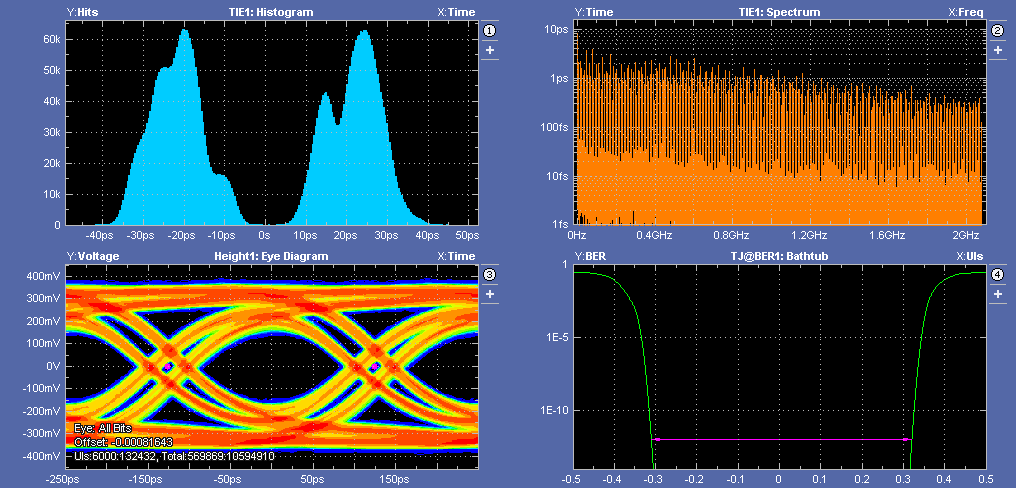 Y:Hits TIE1: Histogram X:Time
1
+
60k
50k
40k
30k
20k
10k
0
-40ps -30ps -20ps -10ps 0s 10ps 20ps 30ps 40ps 50ps
Y:Time TIE1: Spectrum X:Freq
2
+
10ps
1ps
100fs
10fs
1fs
0Hz 0.4GHz 0.8GHz 1.2GHz 1.6GHz 2GHz
Y:Voltage Height1: Eye Diagram X:Time
3
+
400mV
300mV
200mV
100mV
0V
-100mV
-200mV
-300mV
-400mV
Eye: All Bits
Offset: -0.00081643
UIs:6000:132432, Total:569869:10594910
-250ps -150ps -50ps 50ps 150ps
Y:BER TJ@BER1: Bathtub X:UIs
4
+
1
1E-5
1E-10
-0.5 -0.4 -0.3 -0.2 -0.1 0 0.1 0.2 0.3 0.4 0.5